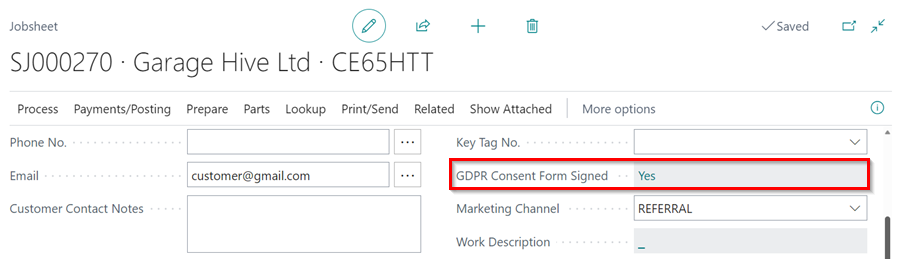 Jobsheet
Saved
SJ000270 · Garage Hive Ltd · CE65HTT
Process Payments/Posting Prepare Parts Lookup Print/Send Related Show Attached More options
Phone No. Key Tag No.
Email customer@gmail.com GDPR Consent Form Signed Yes
Customer Contact Notes Marketing Channel REFERRAL
Work Description _